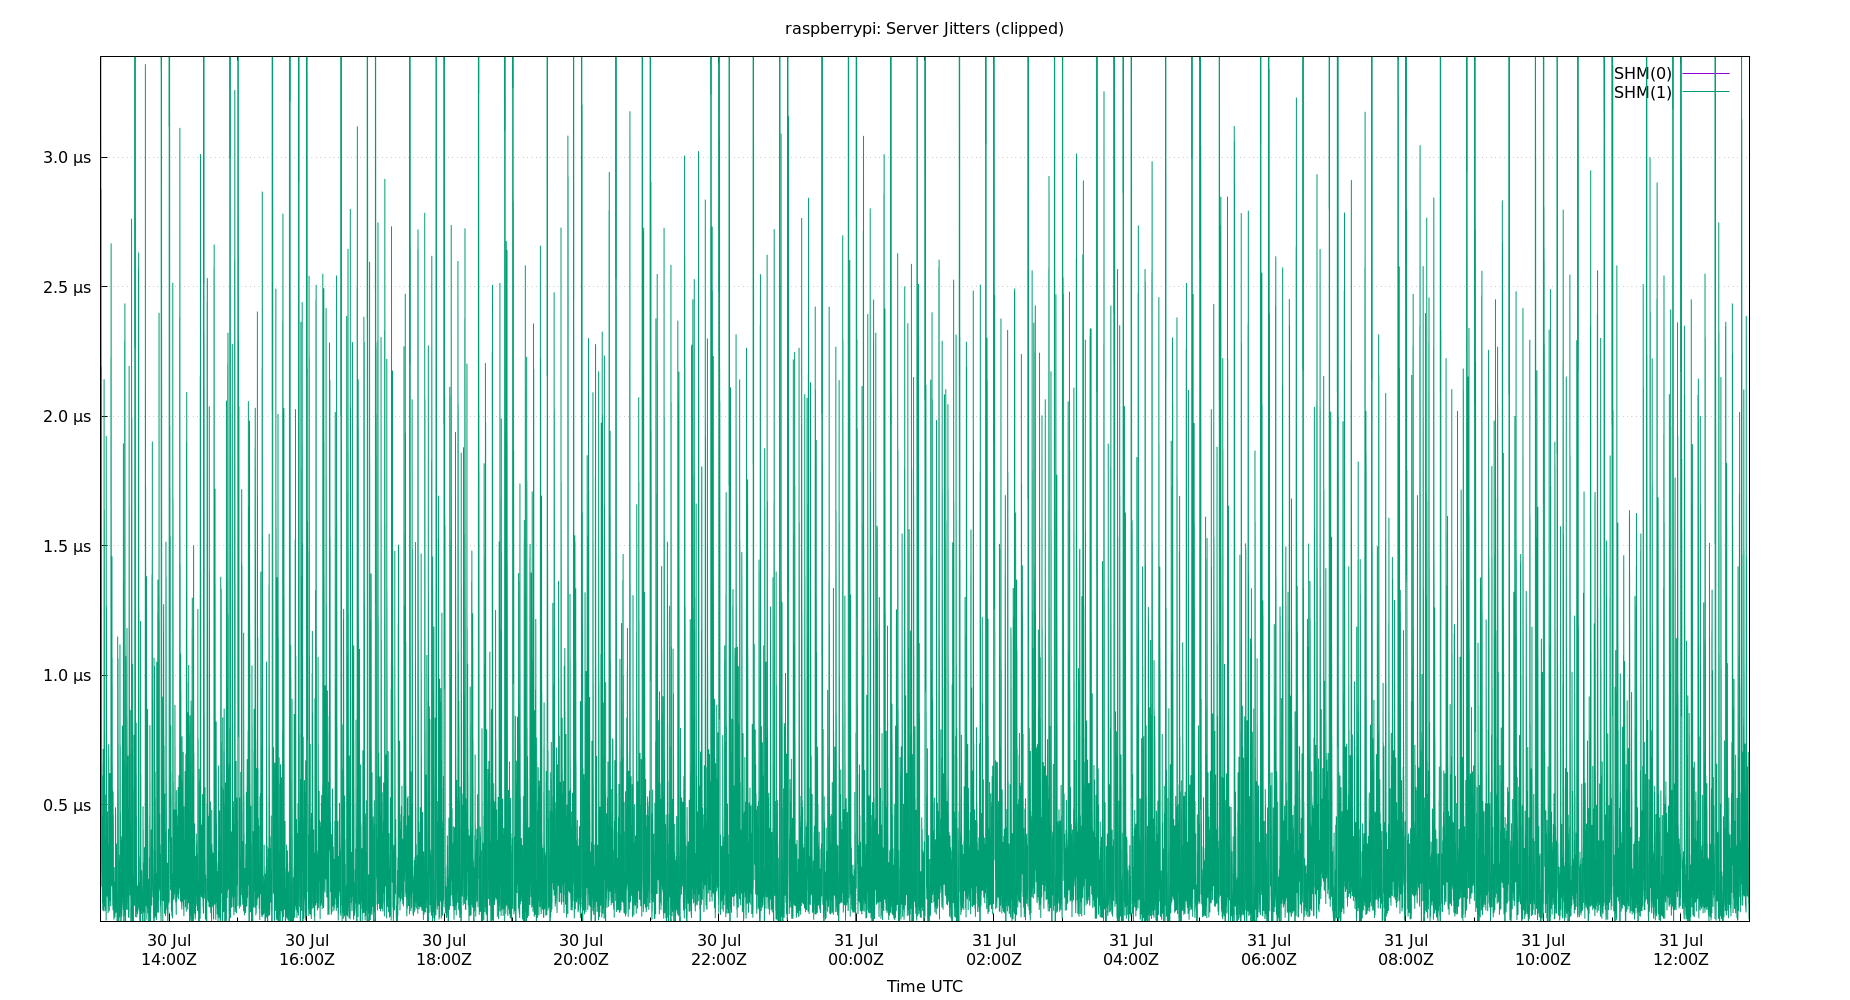 raspberrypi: Server Jitters (clipped)
SHM(0)
SHM(1)
3.0 µs
2.5 µs
2.0 µs
1.5 µs
1.0 µs
0.5 µs
30 Jul 30 Jul 30 Jul 30 Jul 30 Jul 31 Jul 31 Jul 31 Jul 31 Jul 31 Jul 31 Jul 31 Jul
14:00Z 16:00Z 18:00Z 20:00Z 22:00Z 00:00Z 02:00Z 04:00Z 06:00Z 08:00Z 10:00Z 12:00Z
Time UTC